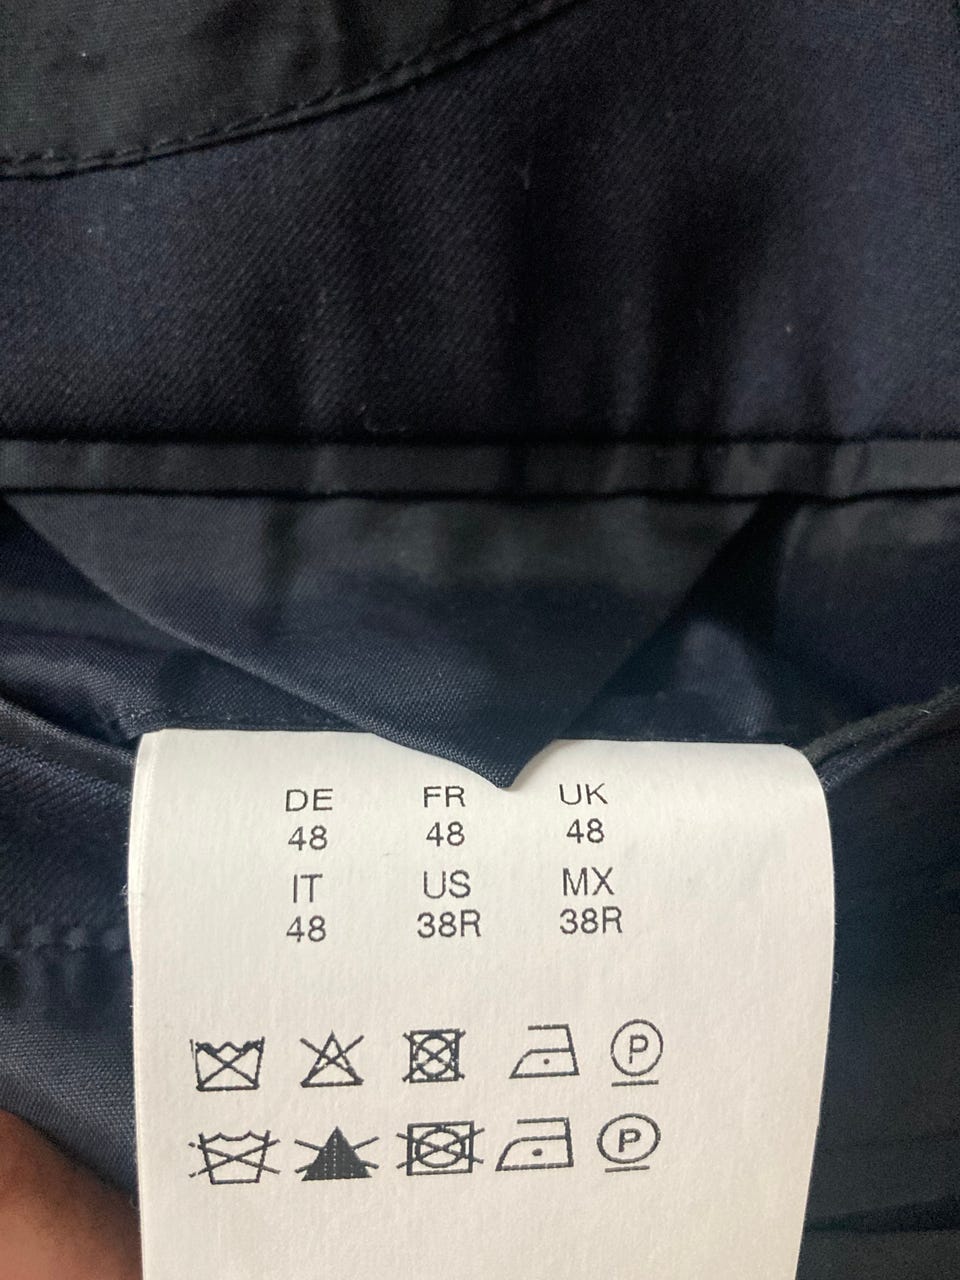 DE FR UK
48 48 48
IT US MX
48 38R 38R
P
P